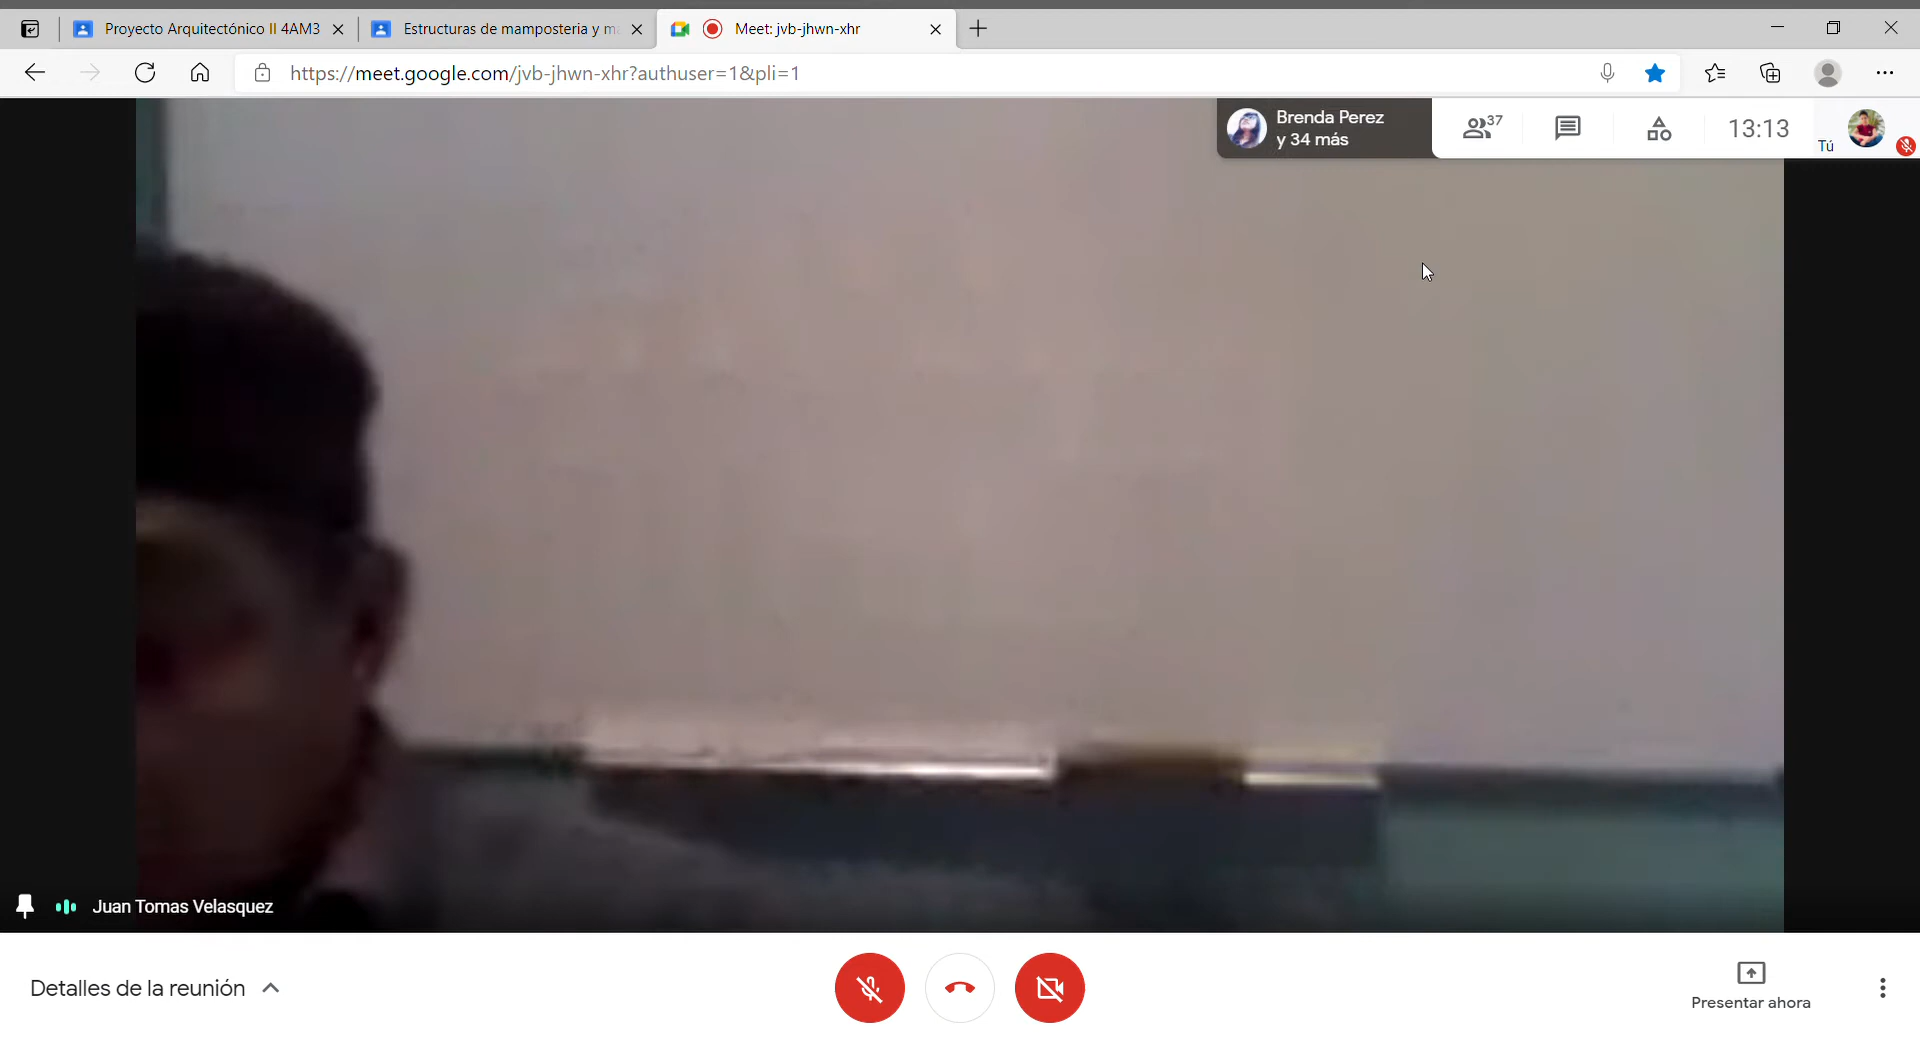 Proyecto Arquitectónico II 4AM3
Estructuras de mamposteria y m
Meet: jvb-jhwn-xhr
https://meet.google.com/jvb-jhwn-xhr?authuser=1&pli=1
Brenda Perez
y 34 más
37
13:13
Tú
Juan Tomas Velasquez
Detalles de la reunión
Presentar ahora